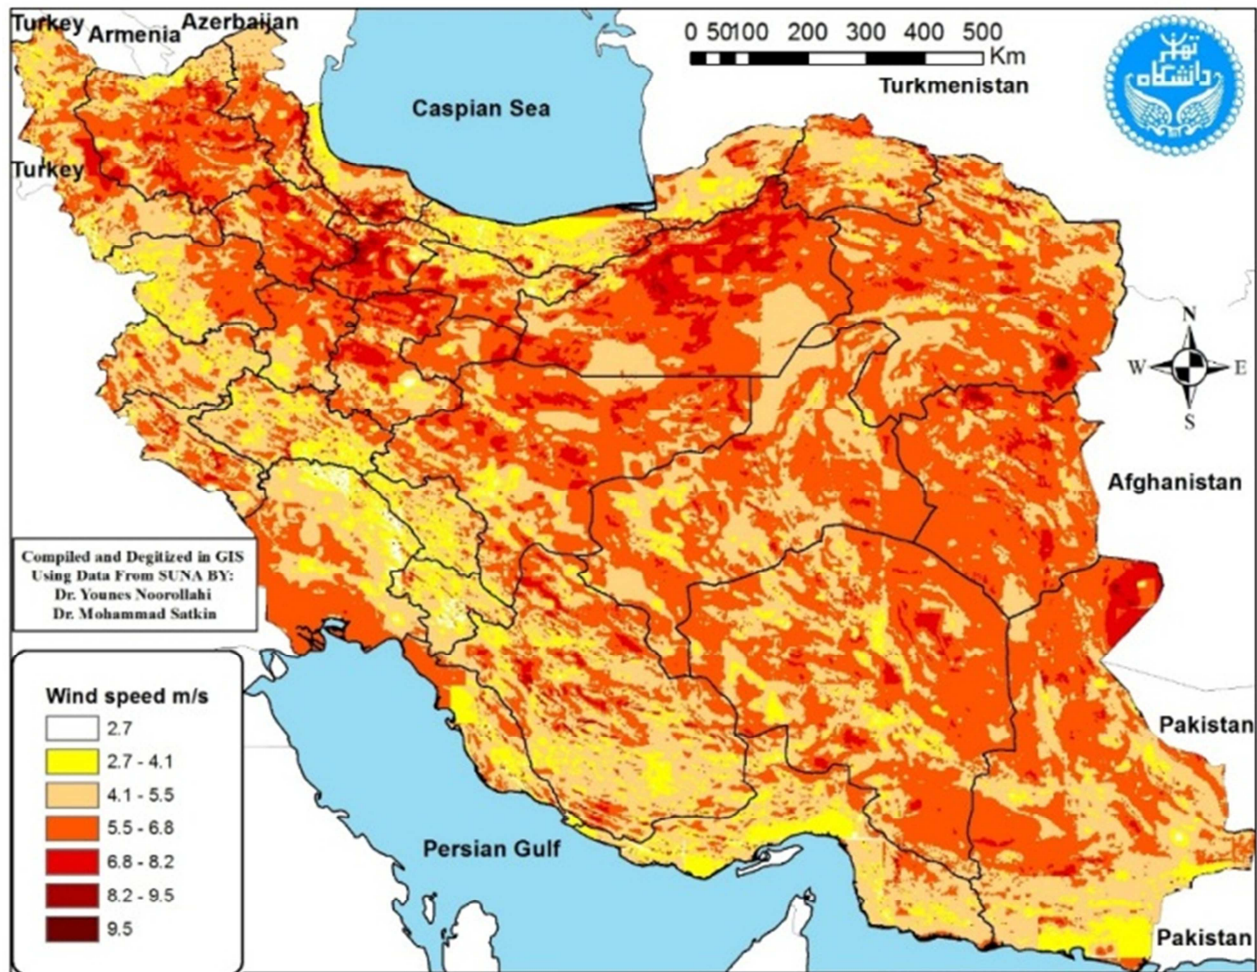 Turkey
Armenia
Azerbaijan
0 50100 200 300 400 500
Km
Turkmenistan
تهران
دانشگاه
Caspian Sea
Turkey
N
W E
S
Afghanistan
Compiled and Degitized in GIS
Using Data From SUNA BY:
Dr. Younes Noorollahi
Dr. Mohammad Satkin
Wind speed m/s
2.7
2.7 - 4.1
4.1 - 5.5
5.5 - 6.8
6.8 - 8.2
8.2 - 9.5
9.5
Persian Gulf
Pakistan
Pakistan